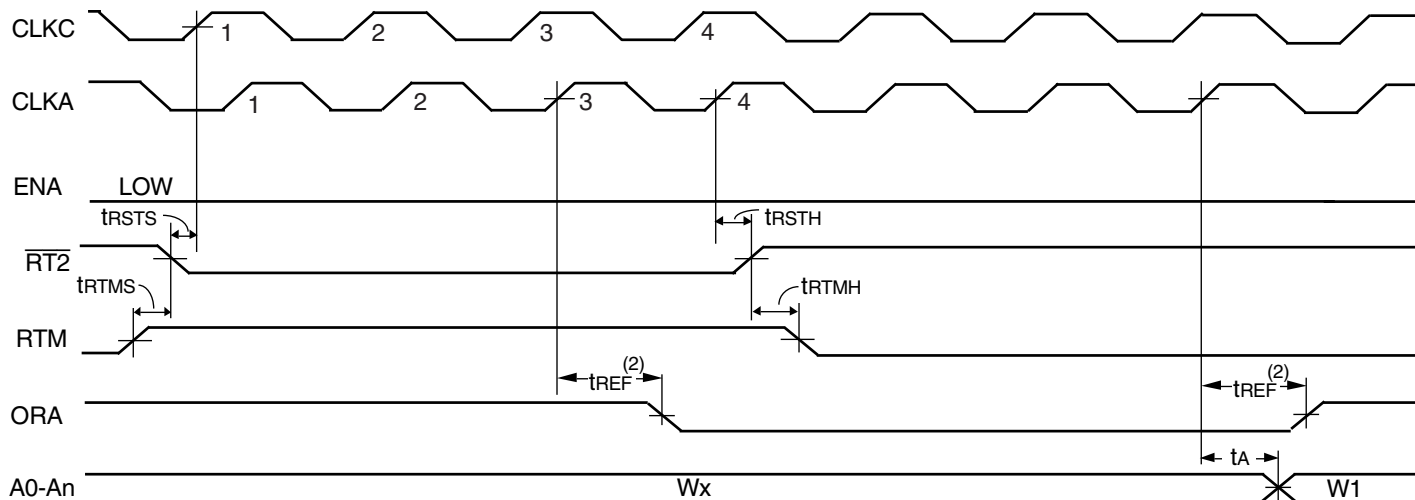 CLKC 1 2 3 4
CLKA 1 2 3 4
ENA LOW
tRSTS tRSTH
RT2
tRTMS tRTMH
RTM
tREF(2) tREF(2)
ORA
tA
A0-An Wx W1